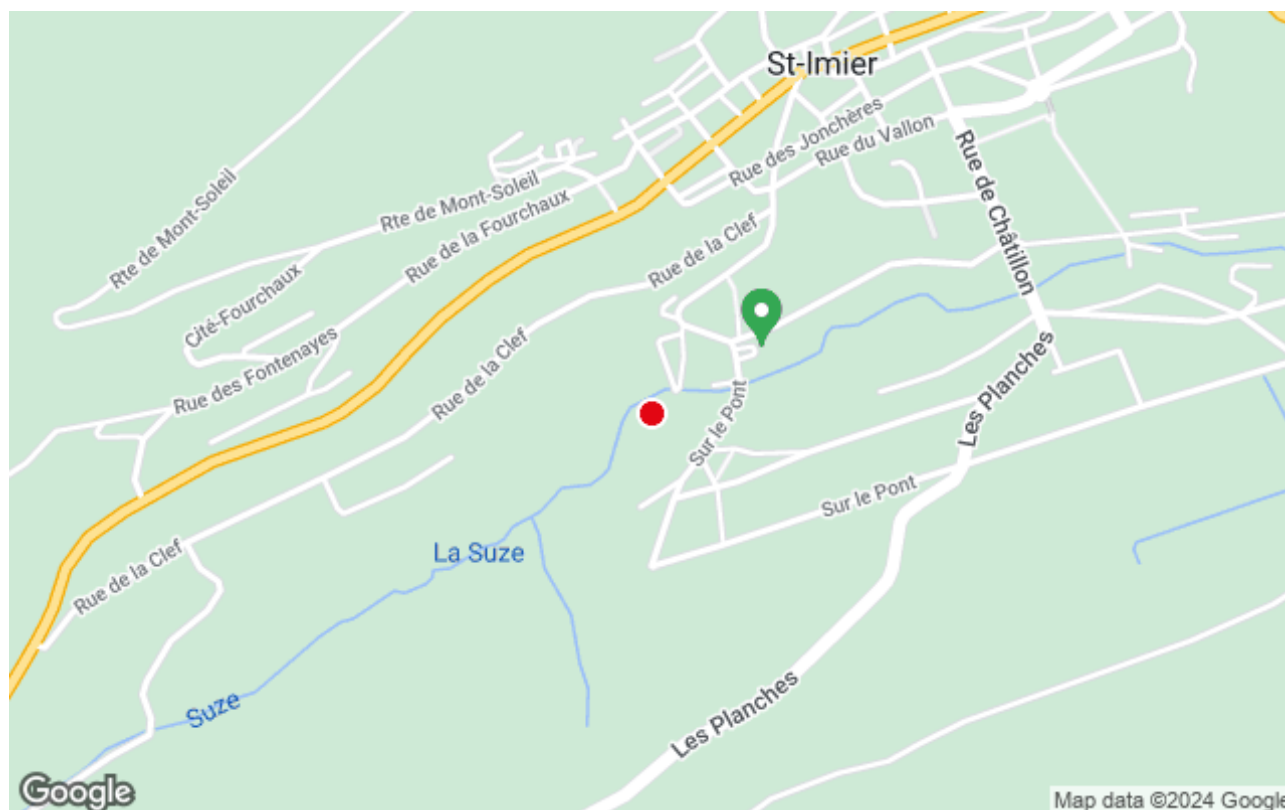 St-Imier
Rue des Jonchères
Rue du Vallon
Rue de Châtillon
Rte de Mont-Soleil
Rte de Mont-Soleil
Rue de la Fourchaux
Rue de la Clef
Cité-Fourchaux
Rue des Fontenayes
Rue de la Clef
Les Planches
Sur le Pont
Sur le Pont
La Suze
Rue de la Clef
Suze
Les Planches
Google
Map data ©2024 Google